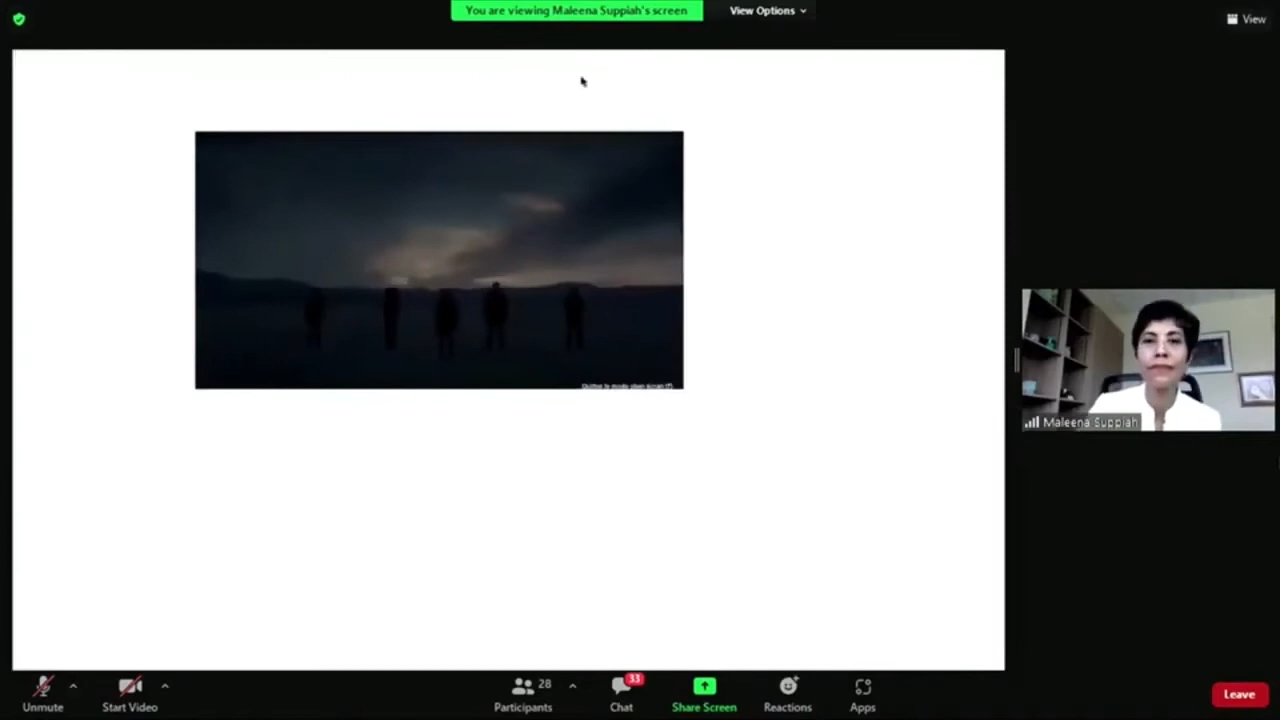 You are viewing Maleena Suppiah's screen
View Options
View
Maleena Suppiah
28
33
Unmute
Start Video
Participants
Chat
Share Screen
Reactions
Apps
Leave